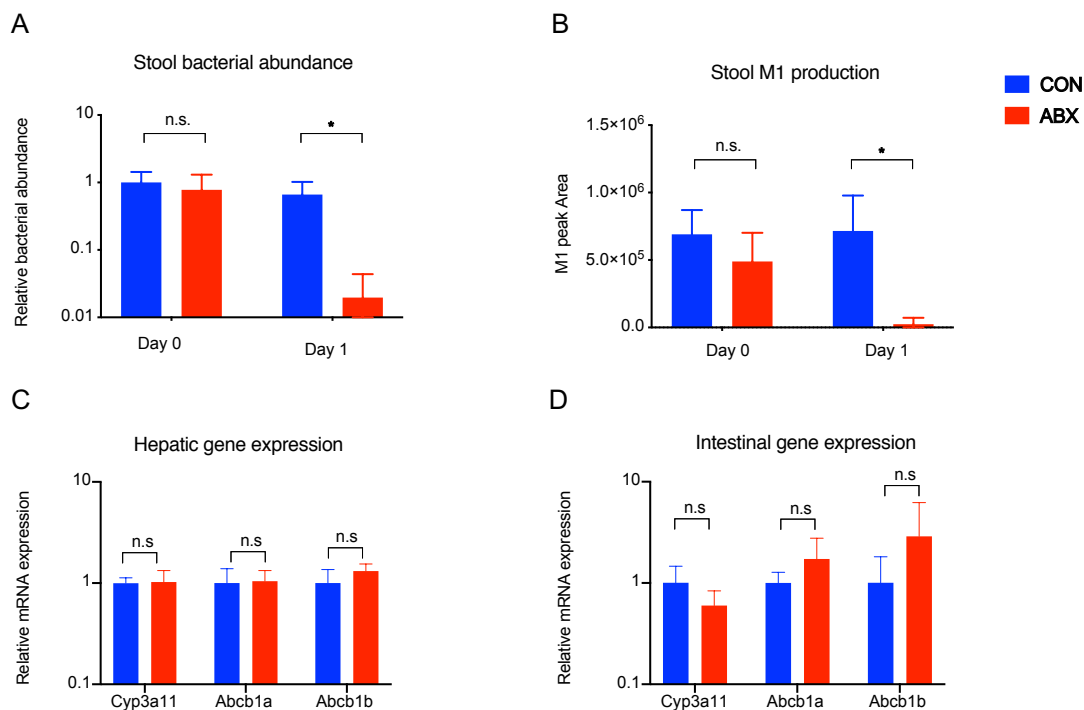 A
Stool bacterial abundance
Relative bacterial abundance
10
1
0.1
0.01
n.s.
*
Day 0
Day 1
B
Stool M1 production
M1 peak Area
1.5×10⁶
1.0×10⁶
5.0×10⁵
0.0
n.s.
*
Day 0
Day 1
CON
ABX
C
Hepatic gene expression
Relative mRNA expression
10
1
0.1
n.s
n.s
n.s
Cyp3a11
Abcb1a
Abcb1b
D
Intestinal gene expression
Relative mRNA expression
10
1
0.1
n.s
n.s
n.s
Cyp3a11
Abcb1a
Abcb1b